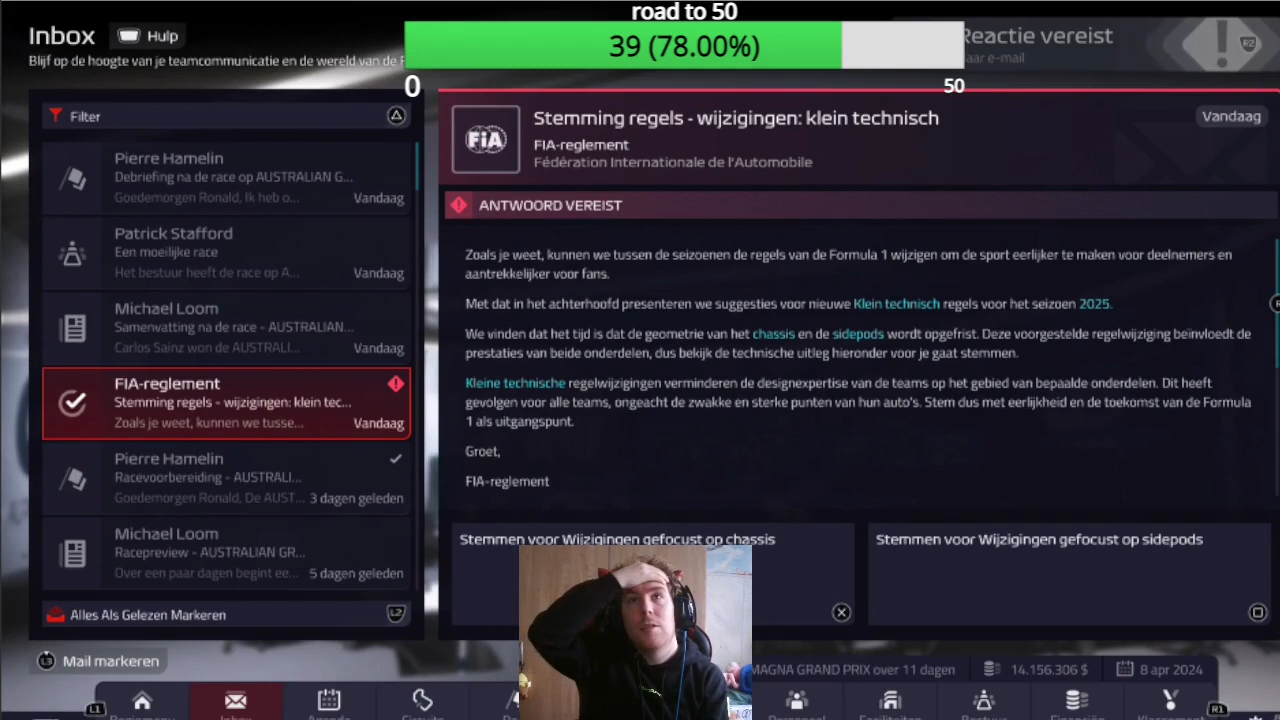 road to 50
39 (78.00%)
0
50
Inbox
Hulp
Blijf op de hoogte van je teamcommunicatie en de wereld van de
Reactie vereist
e-mail
R2
Filter
Pierre Hamelin
Debriefing na de race op AUSTRALIAN G...
Goedemorgen Ronald, Ik heb o...
Vandaag
Patrick Stafford
Een moeilijke race
Het bestuur heeft de race op A...
Vandaag
Michael Loom
Samenvatting na de race - AUSTRALIAN...
Carlos Sainz won de AUSTRALI...
Vandaag
FIA-reglement
Stemming regels - wijzigingen: klein tec...
Zoals je weet, kunnen we tusse...
Vandaag
Pierre Hamelin
Racevoorbereiding - AUSTRALI...
Goedemorgen Ronald, De AUST...
3 dagen geleden
Michael Loom
Racepreview - AUSTRALIAN GR...
Over een paar dagen begint ee...
5 dagen geleden
Alles Als Gelezen Markeren
L2
L3
Mail markeren
FiA
Stemming regels - wijzigingen: klein technisch
Vandaag
FIA-reglement
Fédération Internationale de l'Automobile
ANTWOORD VEREIST
Zoals je weet, kunnen we tussen de seizoenen de regels van de Formula 1 wijzigen om de sport eerlijker te maken voor deelnemers en
aantrekkelijker voor fans.
Met dat in het achterhoofd presenteren we suggesties voor nieuwe Klein technisch regels voor het seizoen 2025.
We vinden dat het tijd is dat de geometrie van het chassis en de sidepods wordt opgefrist. Deze voorgestelde regelwijziging beïnvloedt de
prestaties van beide onderdelen, dus bekijk de technische uitleg hieronder voor je gaat stemmen.
Kleine technische regelwijzigingen verminderen de designexpertise van de teams op het gebied van bepaalde onderdelen. Dit heeft
gevolgen voor alle teams, ongeacht de zwakke en sterke punten van hun auto's. Stem dus met eerlijkheid en de toekomst van de Formula
1 als uitgangspunt.
Groet,
FIA-reglement
Stemmen voor Wijzigingen gefocust op chassis
Stemmen voor Wijzigingen gefocust op sidepods
MAGNA GRAND PRIX over 11 dagen
14.156.306 $
8 apr 2024
L1
R1